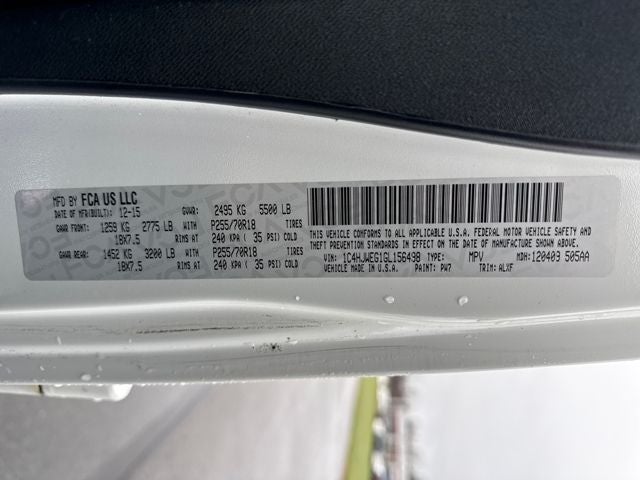 MFD BY FCA US LLC
DATE OF MFR(BUILT): 12-15 GVWR: 2495 KG 5500 LB
GAWR FRONT: 1259 KG 2775 LB P255/70R18 TIRES
18X7.5 RIMS AT 240 KPA ( 35 PSI) COLD
GAWR REAR: 1452 KG 3200 LB P255/70R18 TIRES
18X7.5 RIMS AT 240 KPA ( 35 PSI) COLD
THIS VEHICLE CONFORMS TO ALL APPLICABLE U.S.A. FEDERAL MOTOR VEHICLE SAFETY AND
THEFT PREVENTION STANDARDS IN EFFECT ON THE DATE OF MANUFACTURE SHOWN ABOVE.
VIN: 1C4HJWEG1GL156498 TYPE: MPV MDH: 120403 505AA
VEHICLE MADE IN U.S.A. PAINT: PW7 TRIM: ALXF